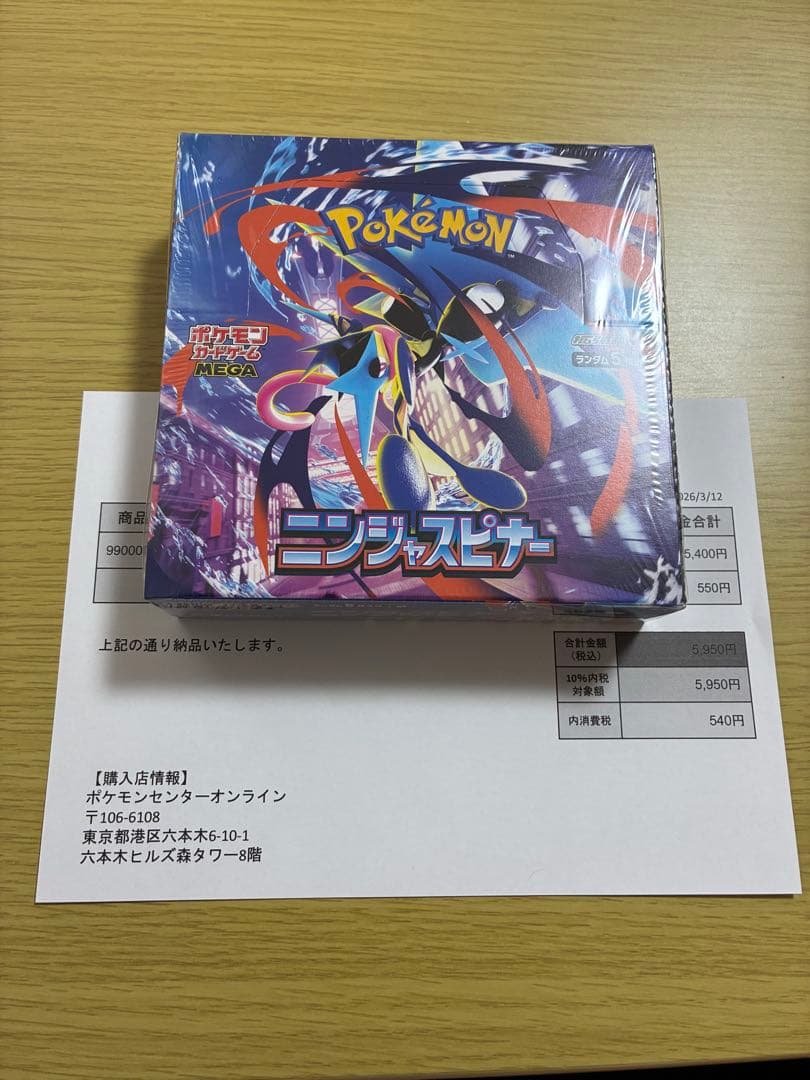 POKéMON
TM
ポケモン
カードゲーム
MEGA
ランダム5
ニンジャスピナー
026/3/12
商品
金合計
99000
5,400円
550円
上記の通り納品いたします。
合計金額
(税込)
5,950円
10%内税
対象額
5,950円
内消費税
540円
【購入店情報】
ポケモンセンターオンライン
〒106-6108
東京都港区六本木6-10-1
六本木ヒルズ森タワー8階